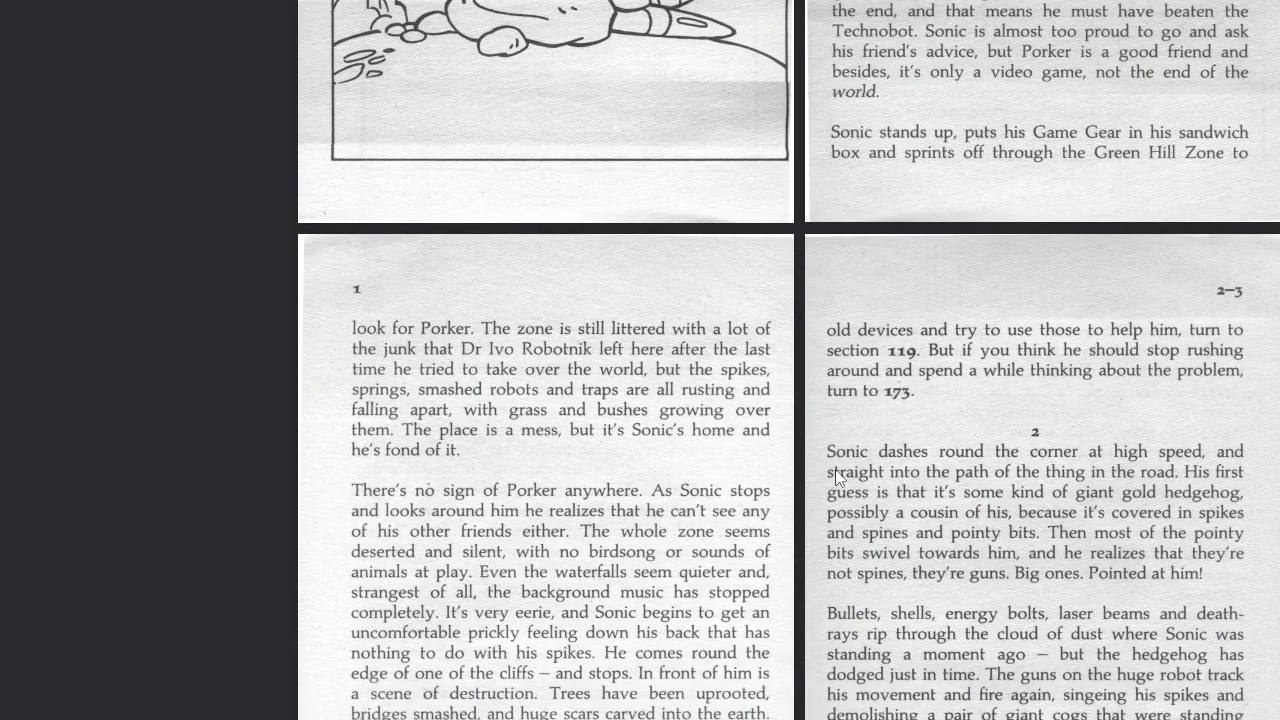 the end, and that means he must have beaten the
Technobot. Sonic is almost too proud to go and ask
his friend's advice, but Porker is a good friend and
besides, it's only a video game, not the end of the
world.
Sonic stands up, puts his Game Gear in his sandwich
box and sprints off through the Green Hill Zone to
1
look for Porker. The zone is still littered with a lot of
the junk that Dr Ivo Robotnik left here after the last
time he tried to take over the world, but the spikes,
springs, smashed robots and traps are all rusting and
falling apart, with grass and bushes growing over
them. The place is a mess, but it's Sonic's home and
he's fond of it.
There's no sign of Porker anywhere. As Sonic stops
and looks around him he realizes that he can't see any
of his other friends either. The whole zone seems
deserted and silent, with no birdsong or sounds of
animals at play. Even the waterfalls seem quieter and,
strangest of all, the background music has stopped
completely. It's very eerie, and Sonic begins to get an
uncomfortable prickly feeling down his back that has
nothing to do with his spikes. He comes round the
edge of one of the cliffs – and stops. In front of him is
a scene of destruction. Trees have been uprooted,
bridges smashed, and huge scars carved into the earth.
2–3
old devices and try to use those to help him, turn to
section 119. But if you think he should stop rushing
around and spend a while thinking about the problem,
turn to 173.
2
Sonic dashes round the corner at high speed, and
straight into the path of the thing in the road. His first
guess is that it's some kind of giant gold hedgehog,
possibly a cousin of his, because it's covered in spikes
and spines and pointy bits. Then most of the pointy
bits swivel towards him, and he realizes that they're
not spines, they're guns. Big ones. Pointed at him!
Bullets, shells, energy bolts, laser beams and death-
rays rip through the cloud of dust where Sonic was
standing a moment ago – but the hedgehog has
dodged just in time. The guns on the huge robot track
his movement and fire again, singeing his spikes and
demolishing a pair of giant cogs that were standing